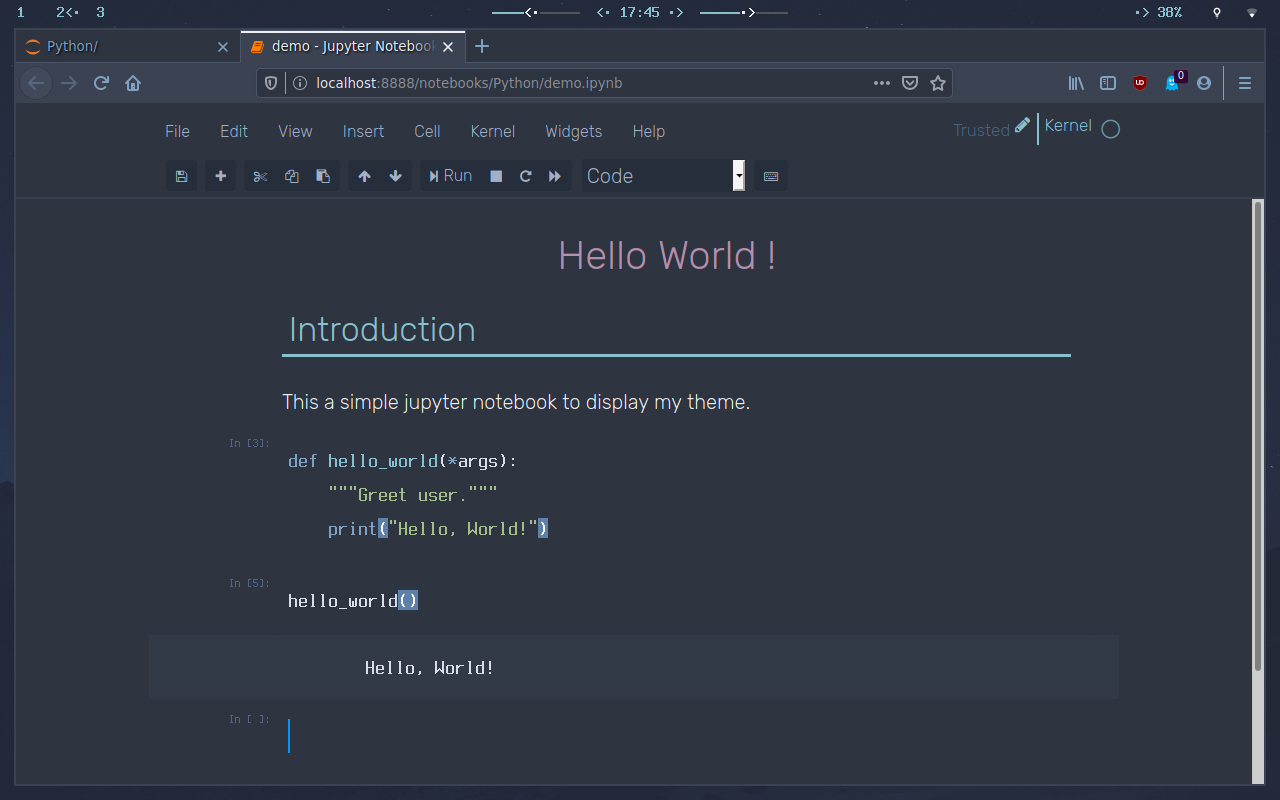 1 2<· 3 <· <· 17:45 ·> ·> ·> 38%
Python/ demo - Jupyter Notebook
localhost:8888/notebooks/Python/demo.ipynb 0
File Edit View Insert Cell Kernel Widgets Help Trusted Kernel
Run Code
Hello World !
Introduction
This a simple jupyter notebook to display my theme.
In [3]:
def hello_world(*args):
"""Greet user."""
print("Hello, World!")
In [5]:
hello_world()
Hello, World!
In [ ]: